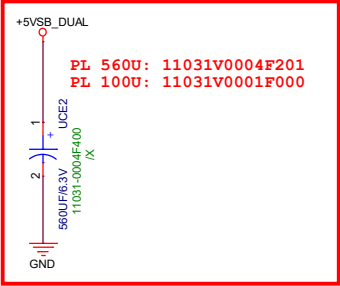 +5VSB_DUAL
PL 560U: 11031V0004F201
PL 100U: 11031V0001F000
1
+
UCE2
2
560UF/6.3V
11031-0004F400
/X
GND